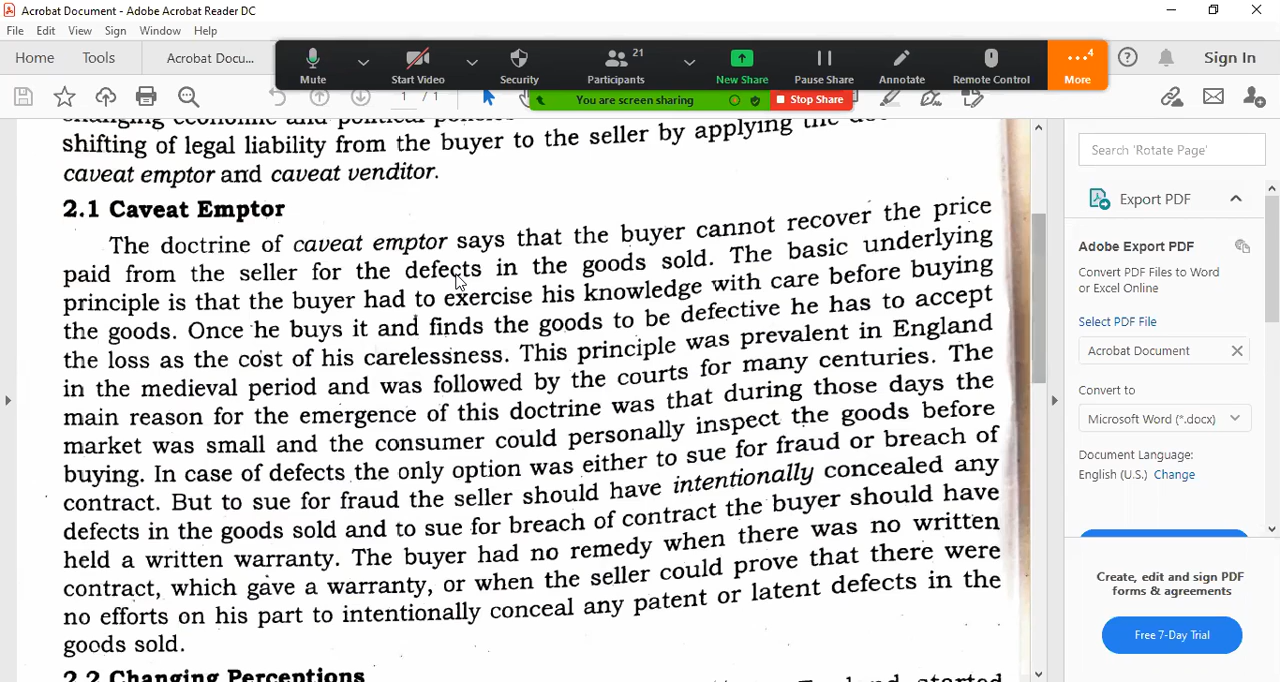 Acrobat Document - Adobe Acrobat Reader DC
File Edit View Sign Window Help
Home Tools Acrobat Docu...
Mute Start Video Security Participants 21 New Share Pause Share Annotate Remote Control More 4
Sign In
1 / 1
You are screen sharing Stop Share
changing economic and political policies
shifting of legal liability from the buyer to the seller by applying the
caveat emptor and caveat venditor.
2.1 Caveat Emptor
The doctrine of caveat emptor says that the buyer cannot recover the price
paid from the seller for the defects in the goods sold. The basic underlying
principle is that the buyer had to exercise his knowledge with care before buying
the goods. Once he buys it and finds the goods to be defective he has to accept
the loss as the cost of his carelessness. This principle was prevalent in England
in the medieval period and was followed by the courts for many centuries. The
main reason for the emergence of this doctrine was that during those days the
market was small and the consumer could personally inspect the goods before
buying. In case of defects the only option was either to sue for fraud or breach of
contract. But to sue for fraud the seller should have intentionally concealed any
defects in the goods sold and to sue for breach of contract the buyer should have
held a written warranty. The buyer had no remedy when there was no written
contract, which gave a warranty, or when the seller could prove that there were
no efforts on his part to intentionally conceal any patent or latent defects in the
goods sold.
2.2 Changing Perceptions
started
Search 'Rotate Page'
Export PDF
Adobe Export PDF
Convert PDF Files to Word
or Excel Online
Select PDF File
Acrobat Document
Convert to
Microsoft Word (*.docx)
Document Language:
English (U.S.) Change
Create, edit and sign PDF
forms & agreements
Free 7-Day Trial